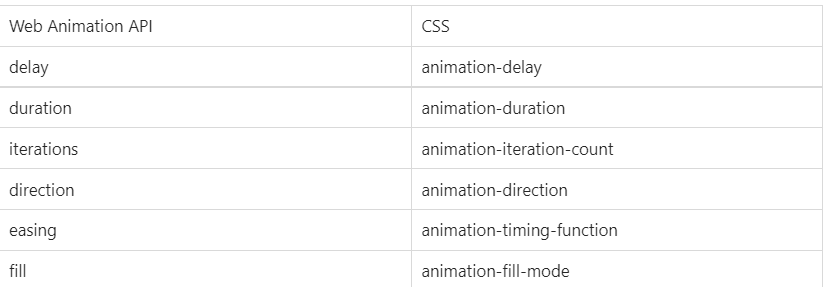 Web Animation API CSS
delay animation-delay
duration animation-duration
iterations animation-iteration-count
direction animation-direction
easing animation-timing-function
fill animation-fill-mode